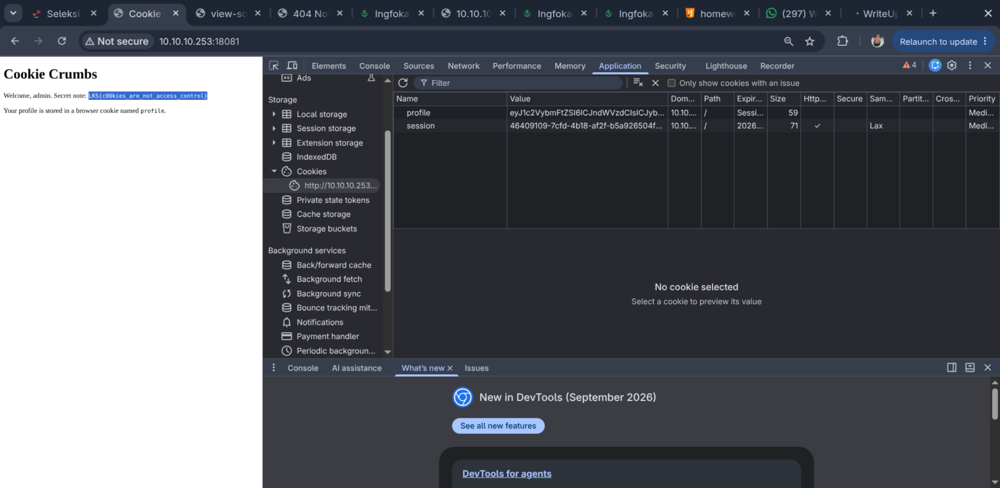 Seleksi
Cookie
view-so
404 No
Ingfoka
10.10.10
Ingfoka
Ingfoka
homew
(297) W
WriteUp
Not secure
10.10.10.253:18081
Relaunch to update
Cookie Crumbs
Welcome, admin. Secret note: LKS{c00kies_are_not_access_control}
Your profile is stored in a browser cookie named profile.
Elements Console Sources Network Performance Memory Application Security Lighthouse Recorder
4
Ads
Storage
Local storage
Session storage
Extension storage
IndexedDB
Cookies
http://10.10.10.253...
Private state tokens
Cache storage
Storage buckets
Background services
Back/forward cache
Background fetch
Background sync
Bounce tracking mit...
Notifications
Payment handler
Periodic backgroun...
Filter
Only show cookies with an issue
Name Value Dom... Path Expir... Size Http... Secure Sam... Partit... Cros... Priority
profile eyJ1c2VybmFtZSI6ICJndWVzdCIsICJyb... 10.10.... / Sessi... 59 Medi...
session 46409109-7cfd-4b18-af2f-b5a926504f... 10.10.... / 2026... 71 ✓ Lax Medi...
No cookie selected
Select a cookie to preview its value
Console AI assistance What's new Issues
New in DevTools (September 2026)
See all new features
DevTools for agents